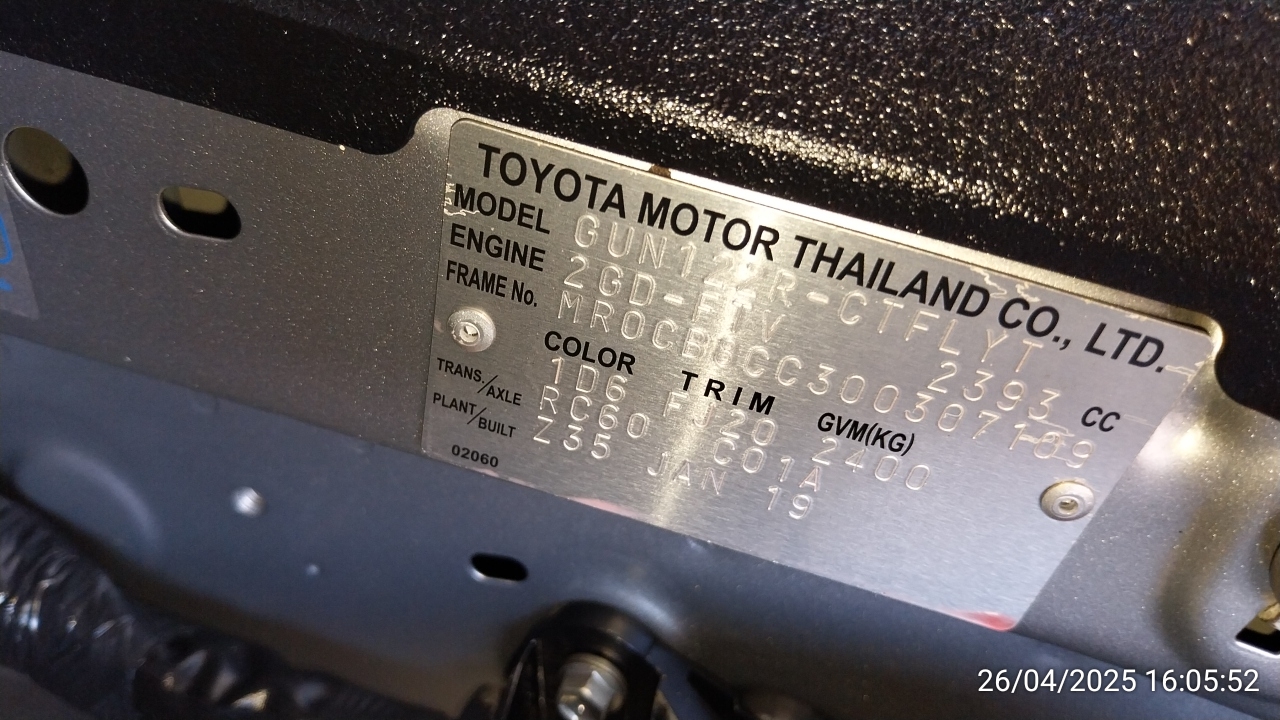 TOYOTA MOTOR THAILAND CO., LTD.
MODEL GUN122R-CTFLYT
ENGINE 2GD-FTV 2393 CC
FRAME No.
COLOR TRIM GVM(KG)
1D6 FJ20 2400
TRANS./AXLE RC60 C01A
PLANT/BUILT Z35 JAN 19
02060
26/04/2025 16:05:52